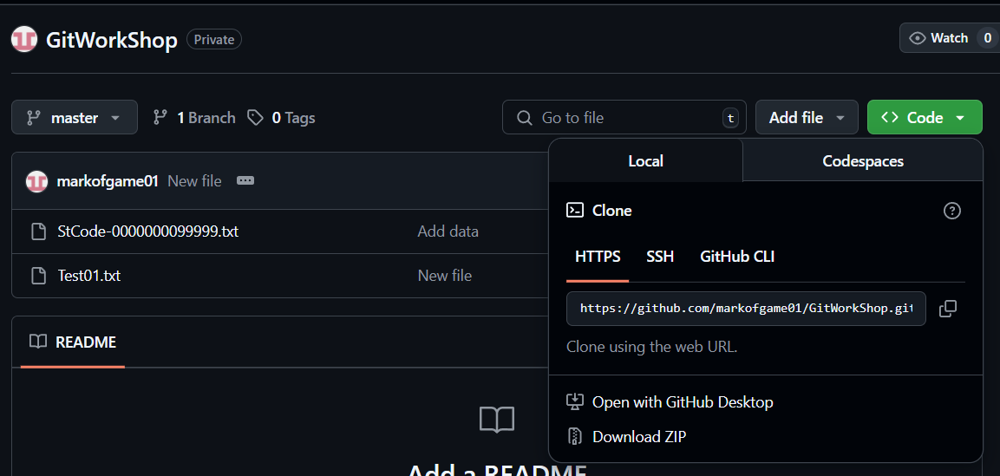 GitWorkShop Private
Watch 0
master 1 Branch 0 Tags
Go to file t Add file Code
Local Codespaces
markofgame01 New file
StCode-0000000099999.txt Add data
Test01.txt New file
README
Clone
HTTPS SSH GitHub CLI
https://github.com/markofgame01/GitWorkShop.git
Clone using the web URL.
Open with GitHub Desktop
Download ZIP
Add a README